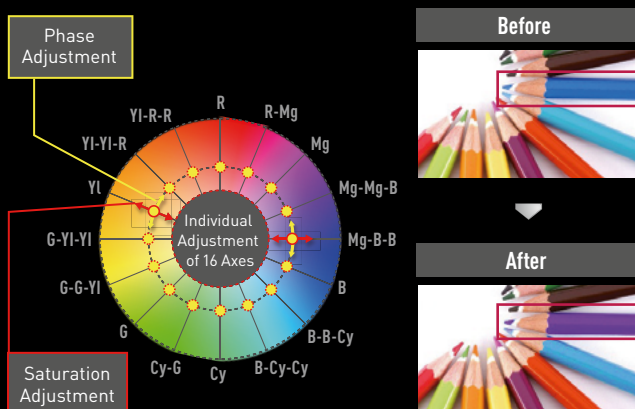 Phase
Adjustment
Yl-R-R
R
R-Mg
Yl-Yl-R
Mg
Yl
Mg-Mg-B
G-Yl-Yl
Individual
Adjustment
of 16 Axes
Mg-B-B
G-G-Yl
B
G
B-B-Cy
Cy-G
Cy
B-Cy-Cy
Saturation
Adjustment
Before
After